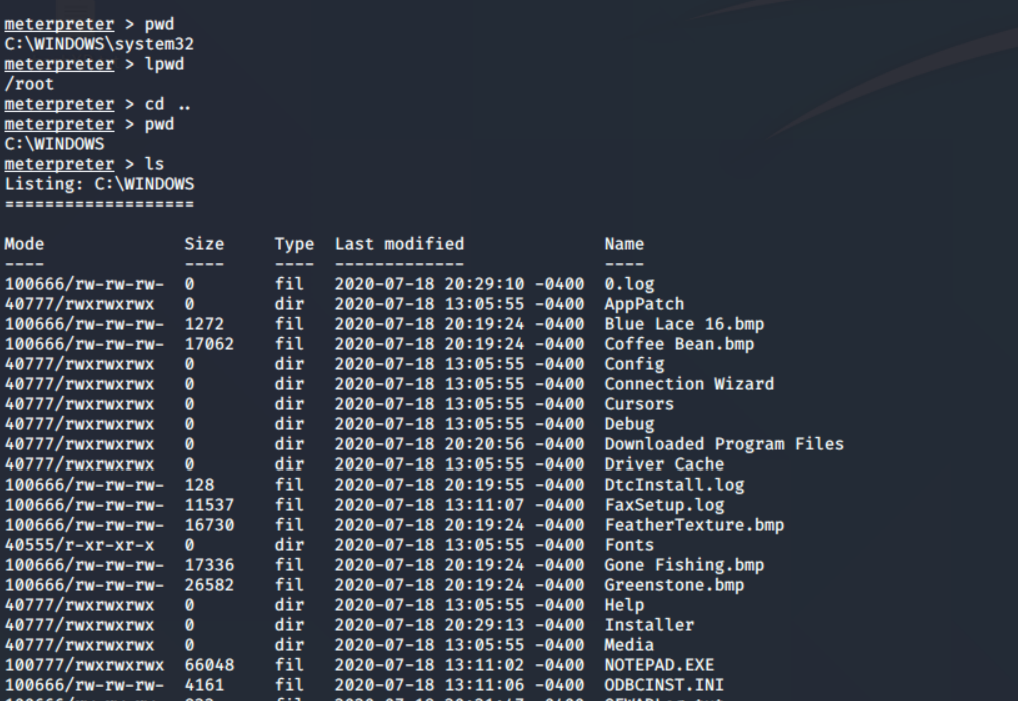 meterpreter > pwd
C:\WINDOWS\system32
meterpreter > lpwd
/root
meterpreter > cd ..
meterpreter > pwd
C:\WINDOWS
meterpreter > ls
Listing: C:\WINDOWS
===================
Mode Size Type Last modified Name
---- ---- ---- ------------- ----
100666/rw-rw-rw- 0 fil 2020-07-18 20:29:10 -0400 0.log
40777/rwxrwxrwx 0 dir 2020-07-18 13:05:55 -0400 AppPatch
100666/rw-rw-rw- 1272 fil 2020-07-18 20:19:24 -0400 Blue Lace 16.bmp
100666/rw-rw-rw- 17062 fil 2020-07-18 20:19:24 -0400 Coffee Bean.bmp
40777/rwxrwxrwx 0 dir 2020-07-18 13:05:55 -0400 Config
40777/rwxrwxrwx 0 dir 2020-07-18 13:05:55 -0400 Connection Wizard
40777/rwxrwxrwx 0 dir 2020-07-18 13:05:55 -0400 Cursors
40777/rwxrwxrwx 0 dir 2020-07-18 13:05:55 -0400 Debug
40777/rwxrwxrwx 0 dir 2020-07-18 20:20:56 -0400 Downloaded Program Files
40777/rwxrwxrwx 0 dir 2020-07-18 13:05:55 -0400 Driver Cache
100666/rw-rw-rw- 128 fil 2020-07-18 20:19:55 -0400 DtcInstall.log
100666/rw-rw-rw- 11537 fil 2020-07-18 13:11:07 -0400 FaxSetup.log
100666/rw-rw-rw- 16730 fil 2020-07-18 20:19:24 -0400 FeatherTexture.bmp
40555/r-xr-xr-x 0 dir 2020-07-18 13:05:55 -0400 Fonts
100666/rw-rw-rw- 17336 fil 2020-07-18 20:19:24 -0400 Gone Fishing.bmp
100666/rw-rw-rw- 26582 fil 2020-07-18 20:19:24 -0400 Greenstone.bmp
40777/rwxrwxrwx 0 dir 2020-07-18 13:05:55 -0400 Help
40777/rwxrwxrwx 0 dir 2020-07-18 20:29:13 -0400 Installer
40777/rwxrwxrwx 0 dir 2020-07-18 13:05:55 -0400 Media
100777/rwxrwxrwx 66048 fil 2020-07-18 13:11:02 -0400 NOTEPAD.EXE
100666/rw-rw-rw- 4161 fil 2020-07-18 13:11:06 -0400 ODBCINST.INI